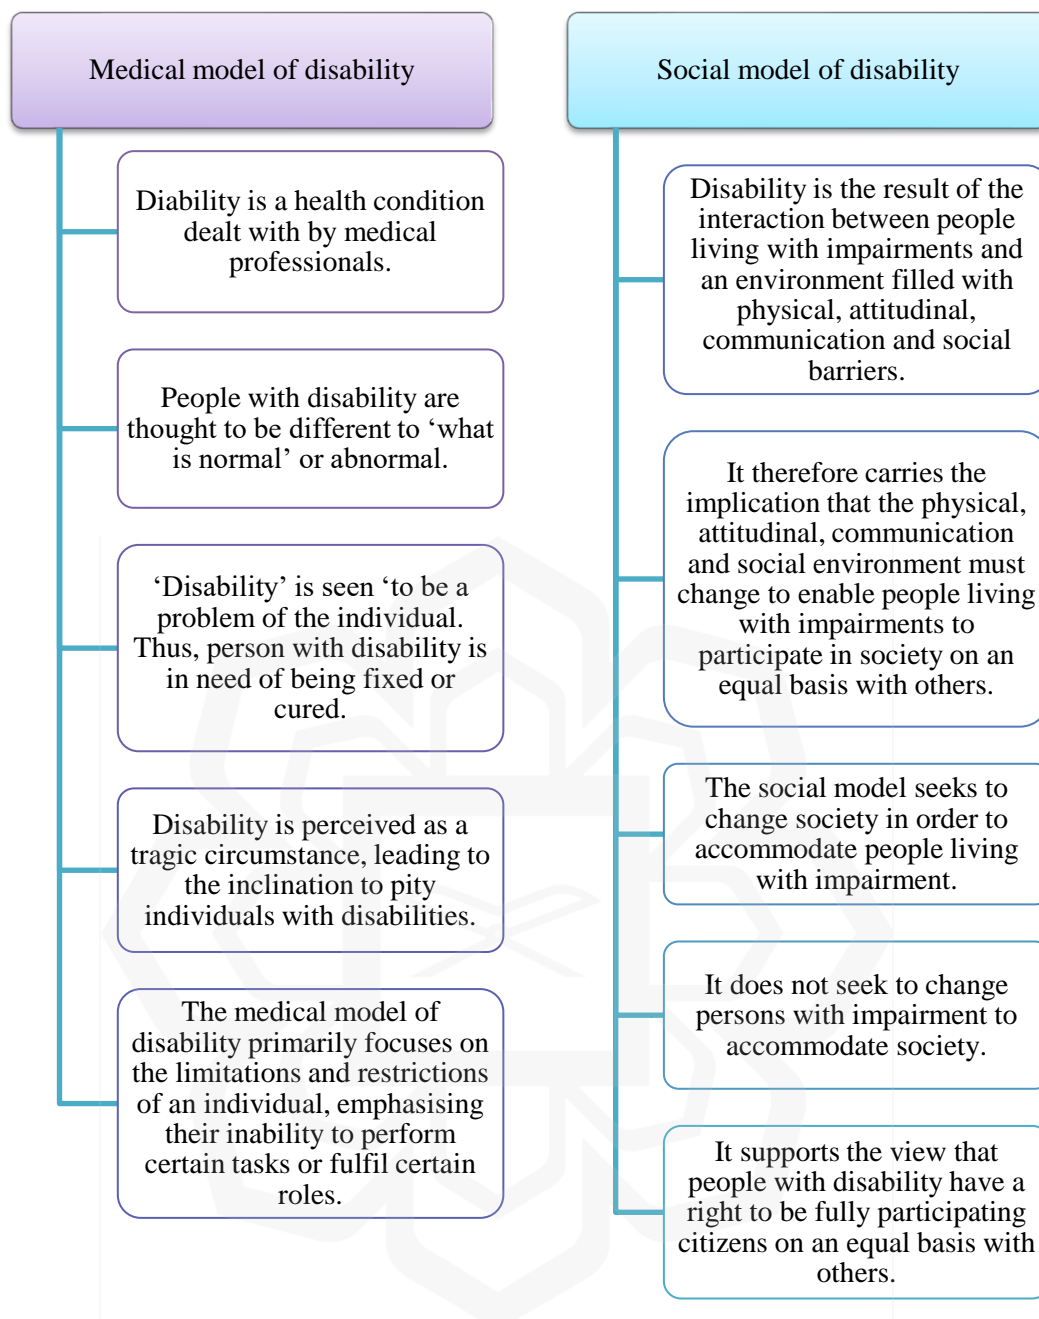 Medical model of disability
Diability is a health condition
dealt with by medical
professionals.
People with disability are
thought to be different to ‘what
is normal’ or abnormal.
‘Disability’ is seen ‘to be a
problem of the individual.
Thus, person with disability is
in need of being fixed or
cured.
Disability is perceived as a
tragic circumstance, leading to
the inclination to pity
individuals with disabilities.
The medical model of
disability primarily focuses on
the limitations and restrictions
of an individual, emphasising
their inability to perform
certain tasks or fulfil certain
roles.
Social model of disability
Disability is the result of the
interaction between people
living with impairments and
an environment filled with
physical, attitudinal,
communication and social
barriers.
It therefore carries the
implication that the physical,
attitudinal, communication
and social environment must
change to enable people living
with impairments to
participate in society on an
equal basis with others.
The social model seeks to
change society in order to
accommodate people living
with impairment.
It does not seek to change
persons with impairment to
accommodate society.
It supports the view that
people with disability have a
right to be fully participating
citizens on an equal basis with
others.